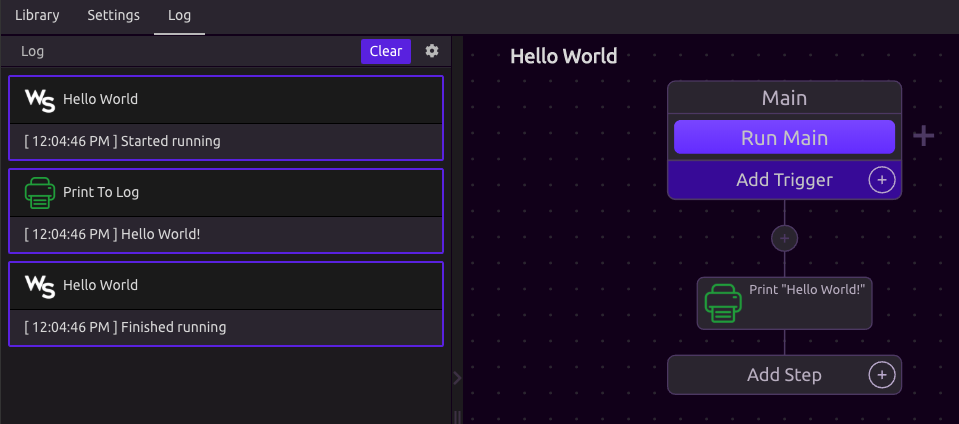 Library Settings Log
Log Clear
WS Hello World
[ 12:04:46 PM ] Started running
Print To Log
[ 12:04:46 PM ] Hello World!
WS Hello World
[ 12:04:46 PM ] Finished running
Hello World
Main
Run Main
Add Trigger
Print "Hello World!"
Add Step